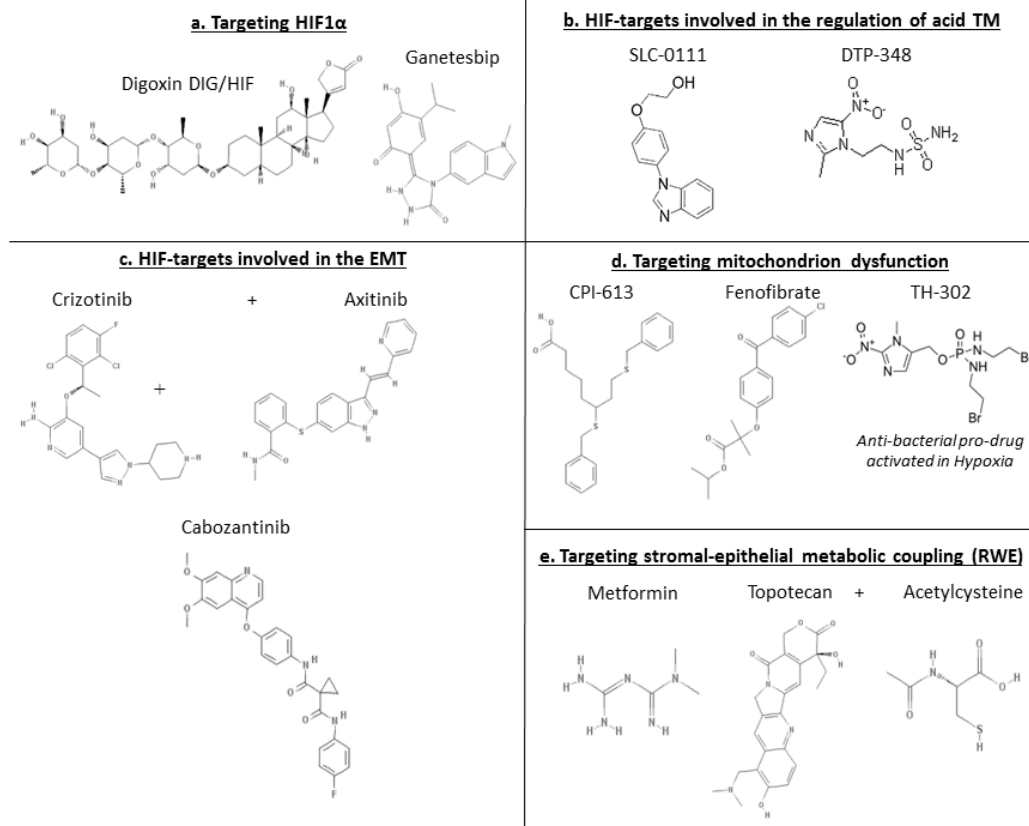 a. Targeting HIF1α
Digoxin DIG/HIF
Ganetesbip
b. HIF-targets involved in the regulation of acid TM
SLC-0111
DTP-348
c. HIF-targets involved in the EMT
Crizotinib + Axitinib
+
Cabozantinib
d. Targeting mitochondrion dysfunction
CPI-613 Fenofibrate TH-302
Anti-bacterial pro-drug
activated in Hypoxia
e. Targeting stromal-epithelial metabolic coupling (RWE)
Metformin Topotecan + Acetylcysteine